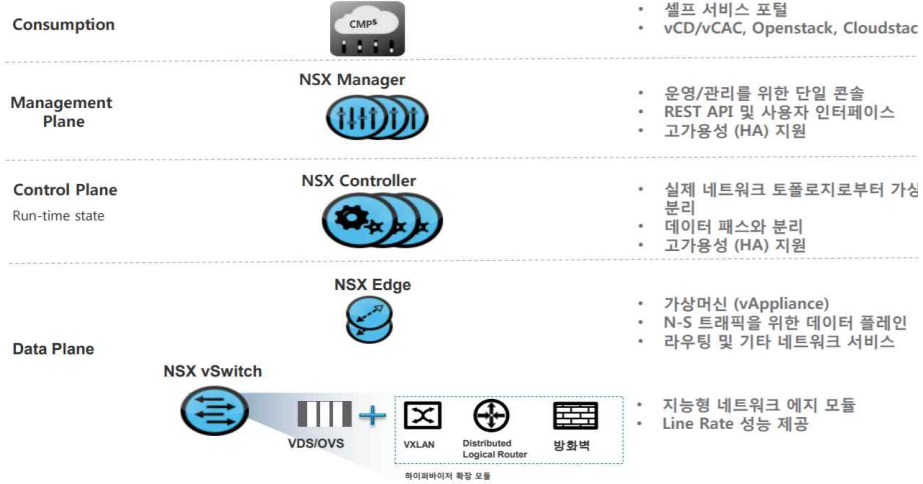 Consumption
CMPs
• 셀프 서비스 포털
• vCD/vCAC, Openstack, Cloudstac
Management
Plane
NSX Manager
• 운영/관리를 위한 단일 콘솔
• REST API 및 사용자 인터페이스
• 고가용성 (HA) 지원
Control Plane
Run-time state
NSX Controller
• 실제 네트워크 토폴로지로부터 가상
분리
• 데이터 패스와 분리
• 고가용성 (HA) 지원
Data Plane
NSX Edge
• 가상머신 (vAppliance)
• N-S 트래픽을 위한 데이터 플레인
• 라우팅 및 기타 네트워크 서비스
NSX vSwitch
VDS/OVS
VXLAN
Distributed
Logical Router
방화벽
하이퍼바이저 확장 모듈
• 지능형 네트워크 에지 모듈
• Line Rate 성능 제공